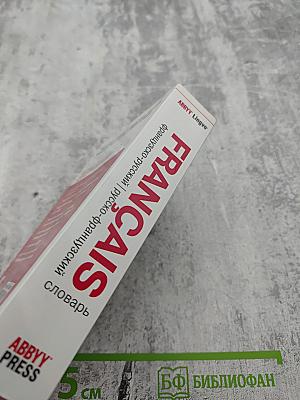 ABBYY Lingvo
французско-русский | русско-французский
FRANÇAIS
словарь
ABBYY
PRESS
5 см
БФ БИБЛИОФАН